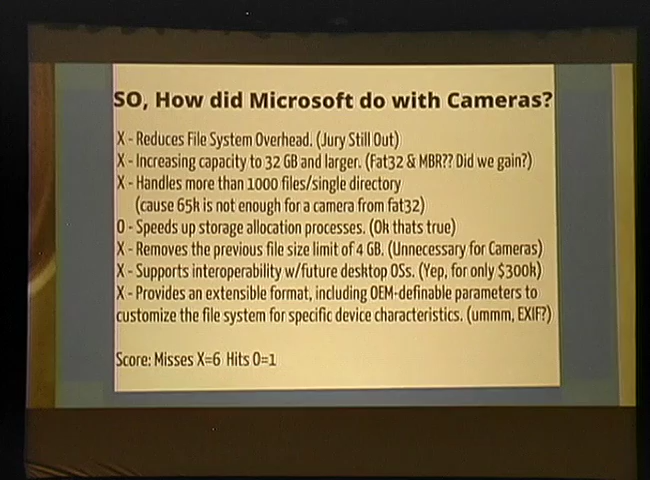 SO, How did Microsoft do with Cameras?
X - Reduces File System Overhead. (Jury Still Out)
X - Increasing capacity to 32 GB and larger. (Fat32 & MBR?? Did we gain?)
X - Handles more than 1000 files/single directory
(cause 65k is not enough for a camera from fat32)
O - Speeds up storage allocation processes. (Ok thats true)
X - Removes the previous file size limit of 4 GB. (Unnecessary for Cameras)
X - Supports interoperability w/future desktop OSs. (Yep, for only $300k)
X - Provides an extensible format, including OEM-definable parameters to
customize the file system for specific device characteristics. (ummm, EXIF?)
Score: Misses X=6 Hits O=1